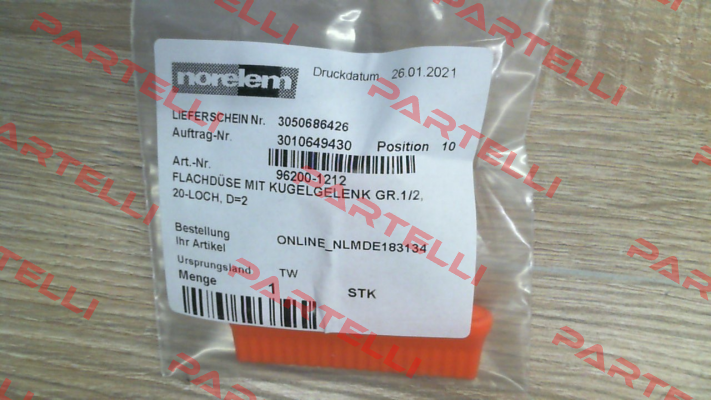 norelem
Druckdatum 26.01.2021
LIEFERSCHEIN Nr. 3050686426
Auftrag-Nr. 3010649430 Position 10
Art.-Nr. 96200-1212
FLACHDÜSE MIT KUGELGELENK GR.1/2,
20-LOCH, D=2
Bestellung
Ihr Artikel ONLINE_NLMDE183134
Ursprungsland TW
Menge 1 STK
PARTELLI
PARTELLI
PARTELLI
PARTELLI
PARTELLI
PARTELLI
PARTELLI